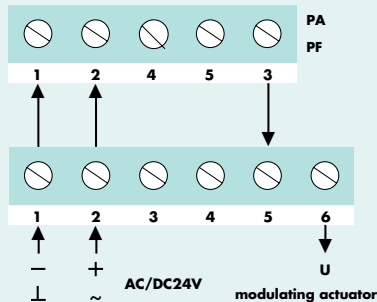 PA
PF
1 2 4 5 3
1 2 3 4 5 6
− + AC/DC24V U
⊥ ~ modulating actuator